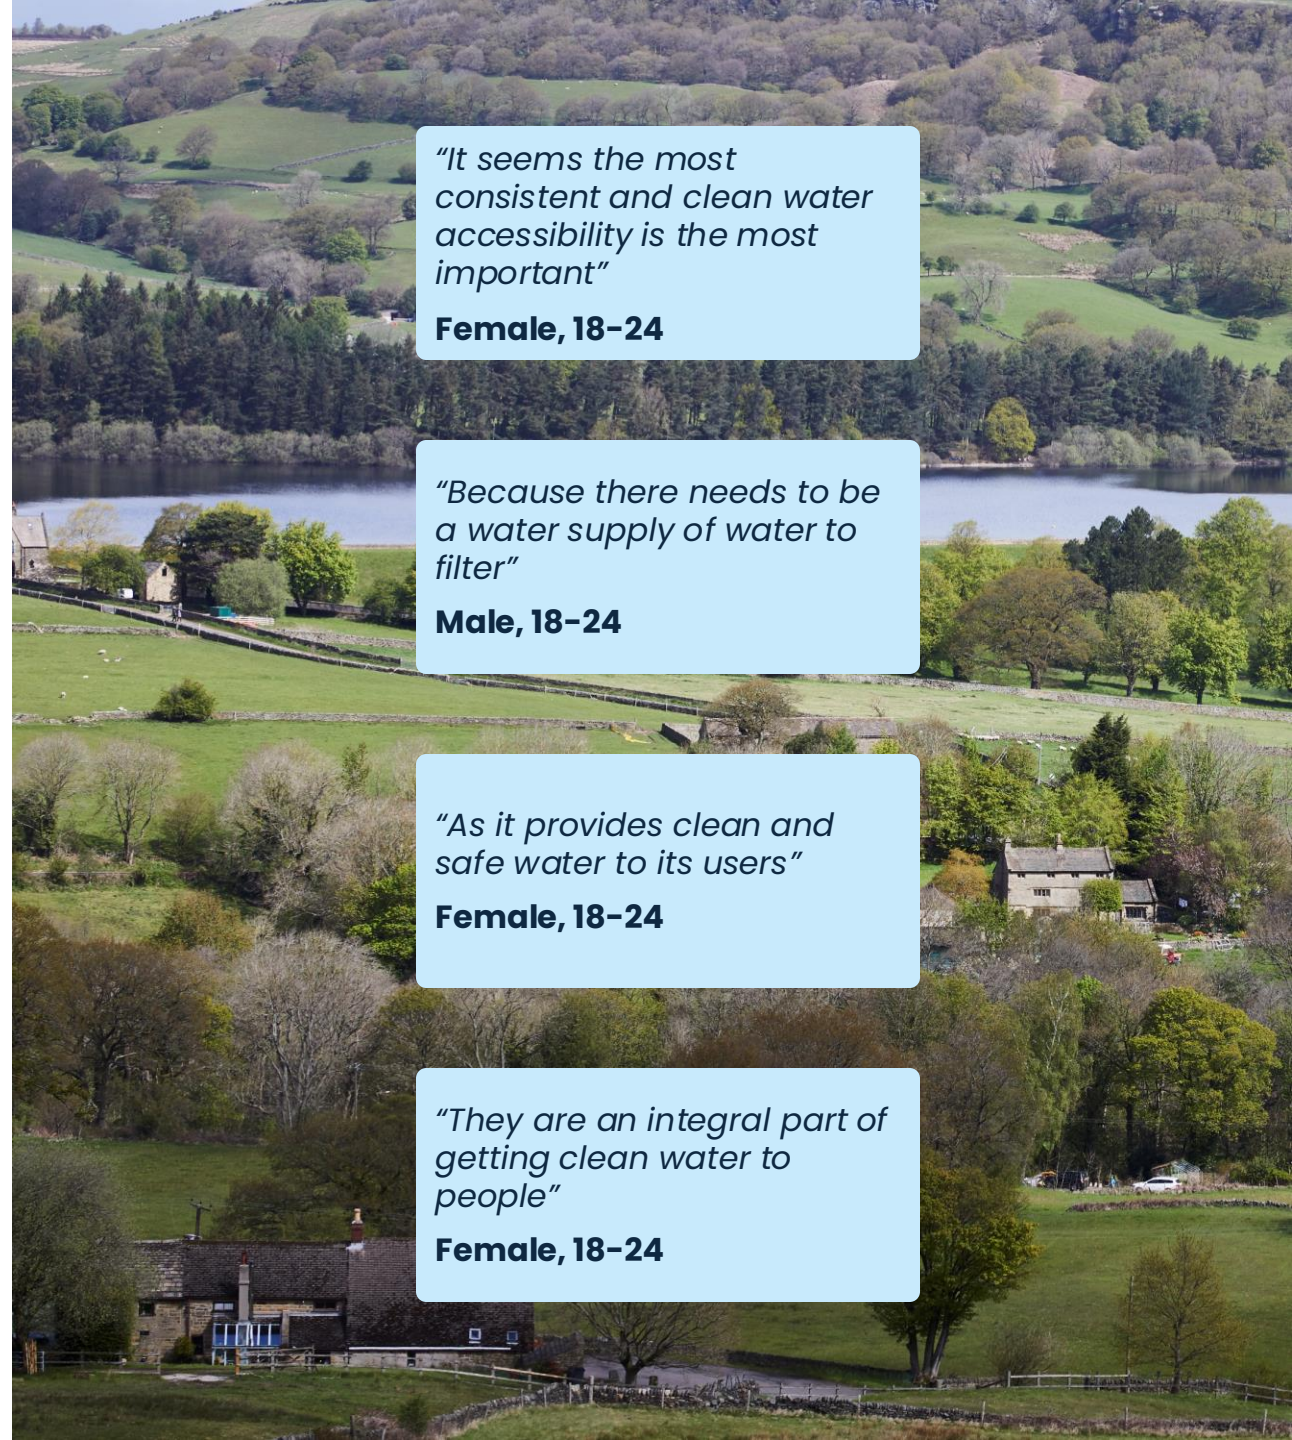 “It seems the most
consistent and clean water
accessibility is the most
important”
Female, 18-24
“Because there needs to be
a water supply of water to
filter”
Male, 18-24
“As it provides clean and
safe water to its users”
Female, 18-24
“They are an integral part of
getting clean water to
people”
Female, 18-24